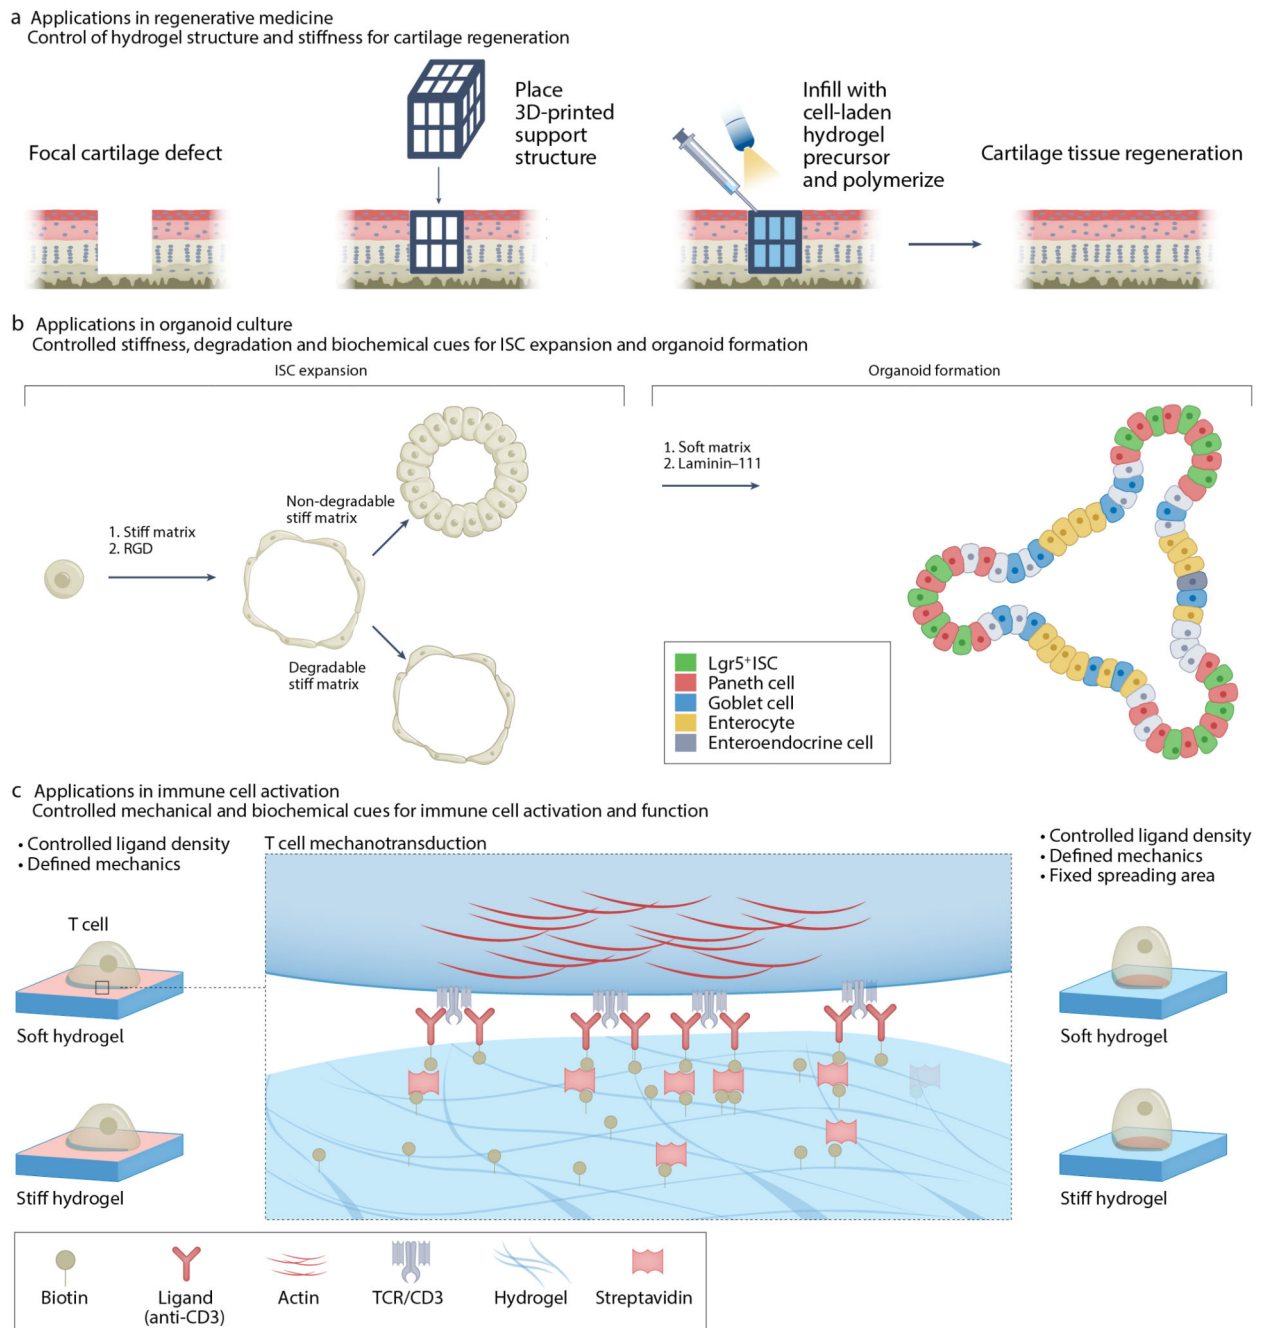 a Applications in regenerative medicine
Control of hydrogel structure and stiffness for cartilage regeneration
Focal cartilage defect
Place
3D-printed
support
structure
Infill with
cell-laden
hydrogel
precursor
and polymerize
Cartilage tissue regeneration
b Applications in organoid culture
Controlled stiffness, degradation and biochemical cues for ISC expansion and organoid formation
ISC expansion
Organoid formation
1. Stiff matrix
2. RGD
Non-degradable
stiff matrix
Degradable
stiff matrix
1. Soft matrix
2. Laminin–111
Lgr5⁺ISC
Paneth cell
Goblet cell
Enterocyte
Enteroendocrine cell
c Applications in immune cell activation
Controlled mechanical and biochemical cues for immune cell activation and function
• Controlled ligand density
• Defined mechanics
T cell
Soft hydrogel
Stiff hydrogel
T cell mechanotransduction
• Controlled ligand density
• Defined mechanics
• Fixed spreading area
Soft hydrogel
Stiff hydrogel
Biotin
Ligand
(anti-CD3)
Actin
TCR/CD3
Hydrogel
Streptavidin